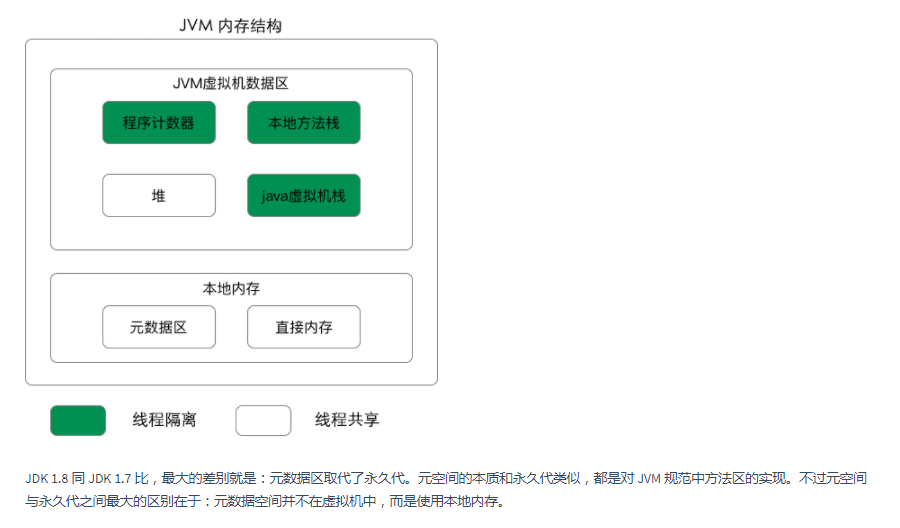 JVM 内存结构
JVM虚拟机数据区
程序计数器
本地方法栈
堆
java虚拟机栈
本地内存
元数据区
直接内存
线程隔离
线程共享
JDK 1.8 同 JDK 1.7 比，最大的差别就是：元数据区取代了永久代。元空间的本质和永久代类似，都是对 JVM 规范中方法区的实现。不过元空间
与永久代之间最大的区别在于：元数据空间并不在虚拟机中，而是使用本地内存。